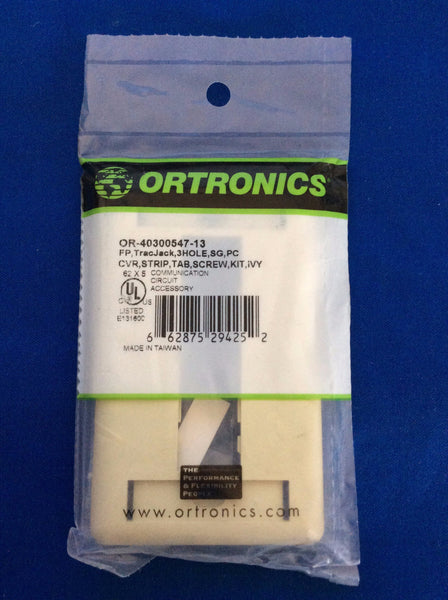 ORTRONICS®
OR-40300547-13
FP,TracJack,3HOLE,SG,PC
CVR,STRIP,TAB,SCREW,KIT,iVY
62 X 5 COMMUNICATION
CIRCUIT
ACCESSORY
UL US
LISTED
E131600
6 62875 29425 2
MADE IN TAIWAN
THE
PERFORMANCE
& FLEXIBILITY
PEOPLE
www.ortronics.com